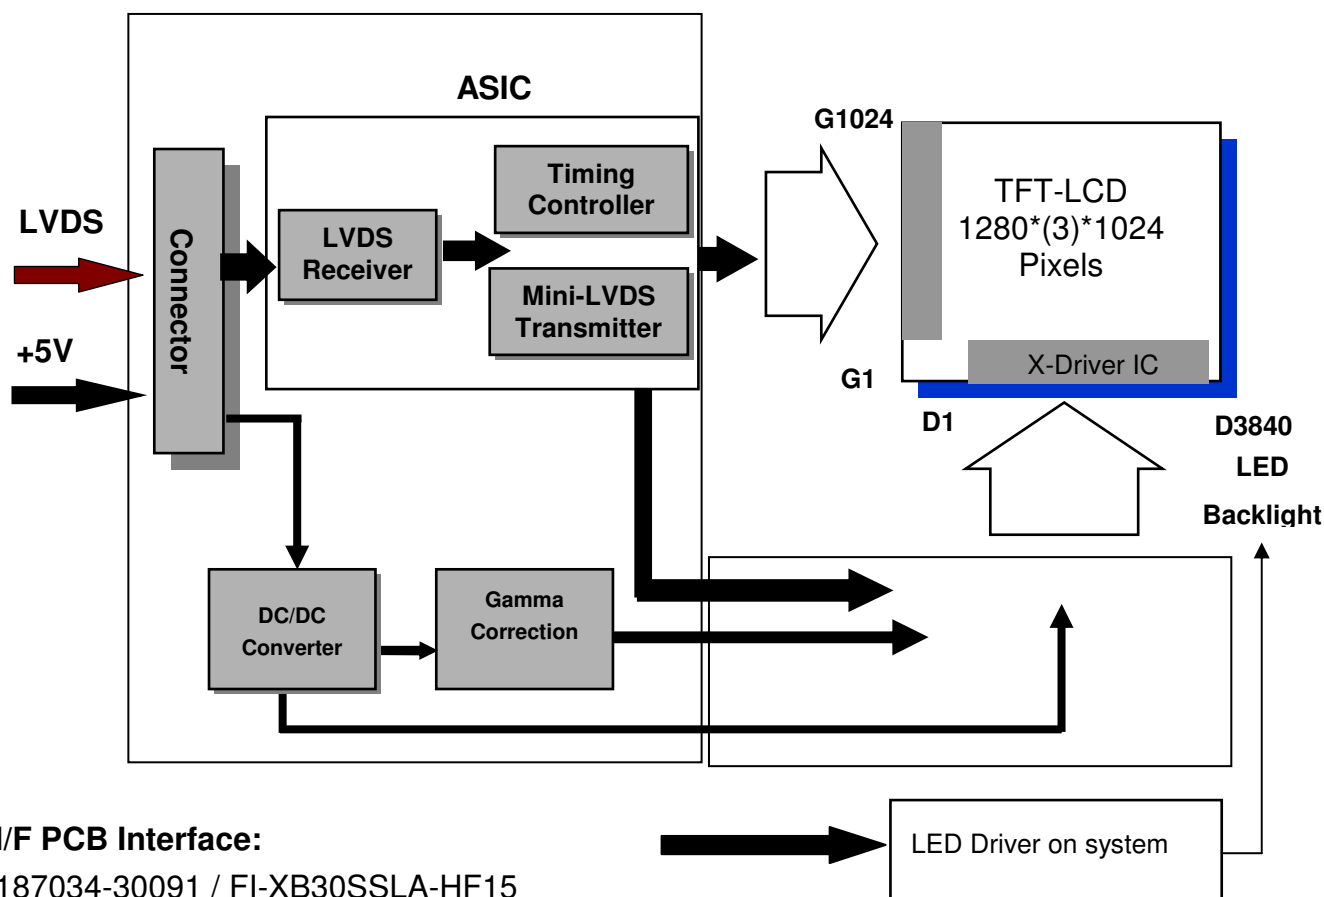 ASIC
G1024
Timing
Controller
TFT-LCD
1280*(3)*1024
Pixels
LVDS
Connector
LVDS
Receiver
Mini-LVDS
Transmitter
+5V
X-Driver IC
G1
D1
D3840
LED
Backlight
DC/DC
Converter
Gamma
Correction
I/F PCB Interface:
LED Driver on system
187034-30091 / FI-XB30SSLA-HF15